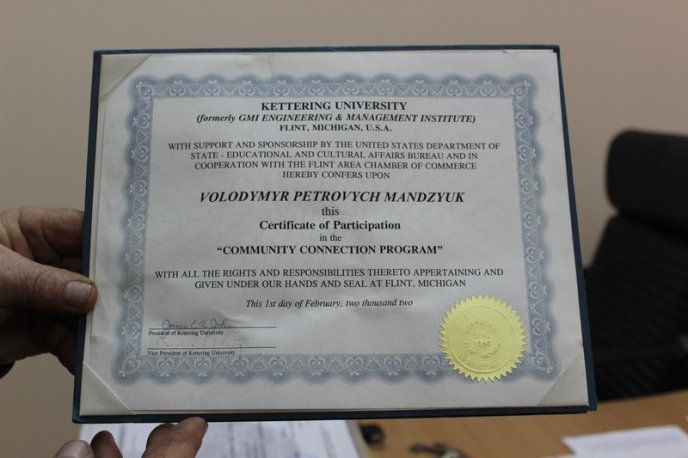 KETTERING UNIVERSITY
(formerly GMI ENGINEERING & MANAGEMENT INSTITUTE)
FLINT, MICHIGAN, U.S.A.
WITH SUPPORT AND SPONSORSHIP BY THE UNITED STATES DEPARTMENT OF
STATE - EDUCATIONAL AND CULTURAL AFFAIRS BUREAU AND IN
COOPERATION WITH THE FLINT AREA CHAMBER OF COMMERCE
HEREBY CONFERS UPON
VOLODYMYR PETROVYCH MANDZYUK
this
Certificate of Participation
in the
"COMMUNITY CONNECTION PROGRAM"
WITH ALL THE RIGHTS AND RESPONSIBILITIES THERETO APPERTAINING AND
GIVEN UNDER OUR HANDS AND SEAL AT FLINT, MICHIGAN
This 1st day of February, two thousand two
President of Kettering University
Vice President of Kettering University